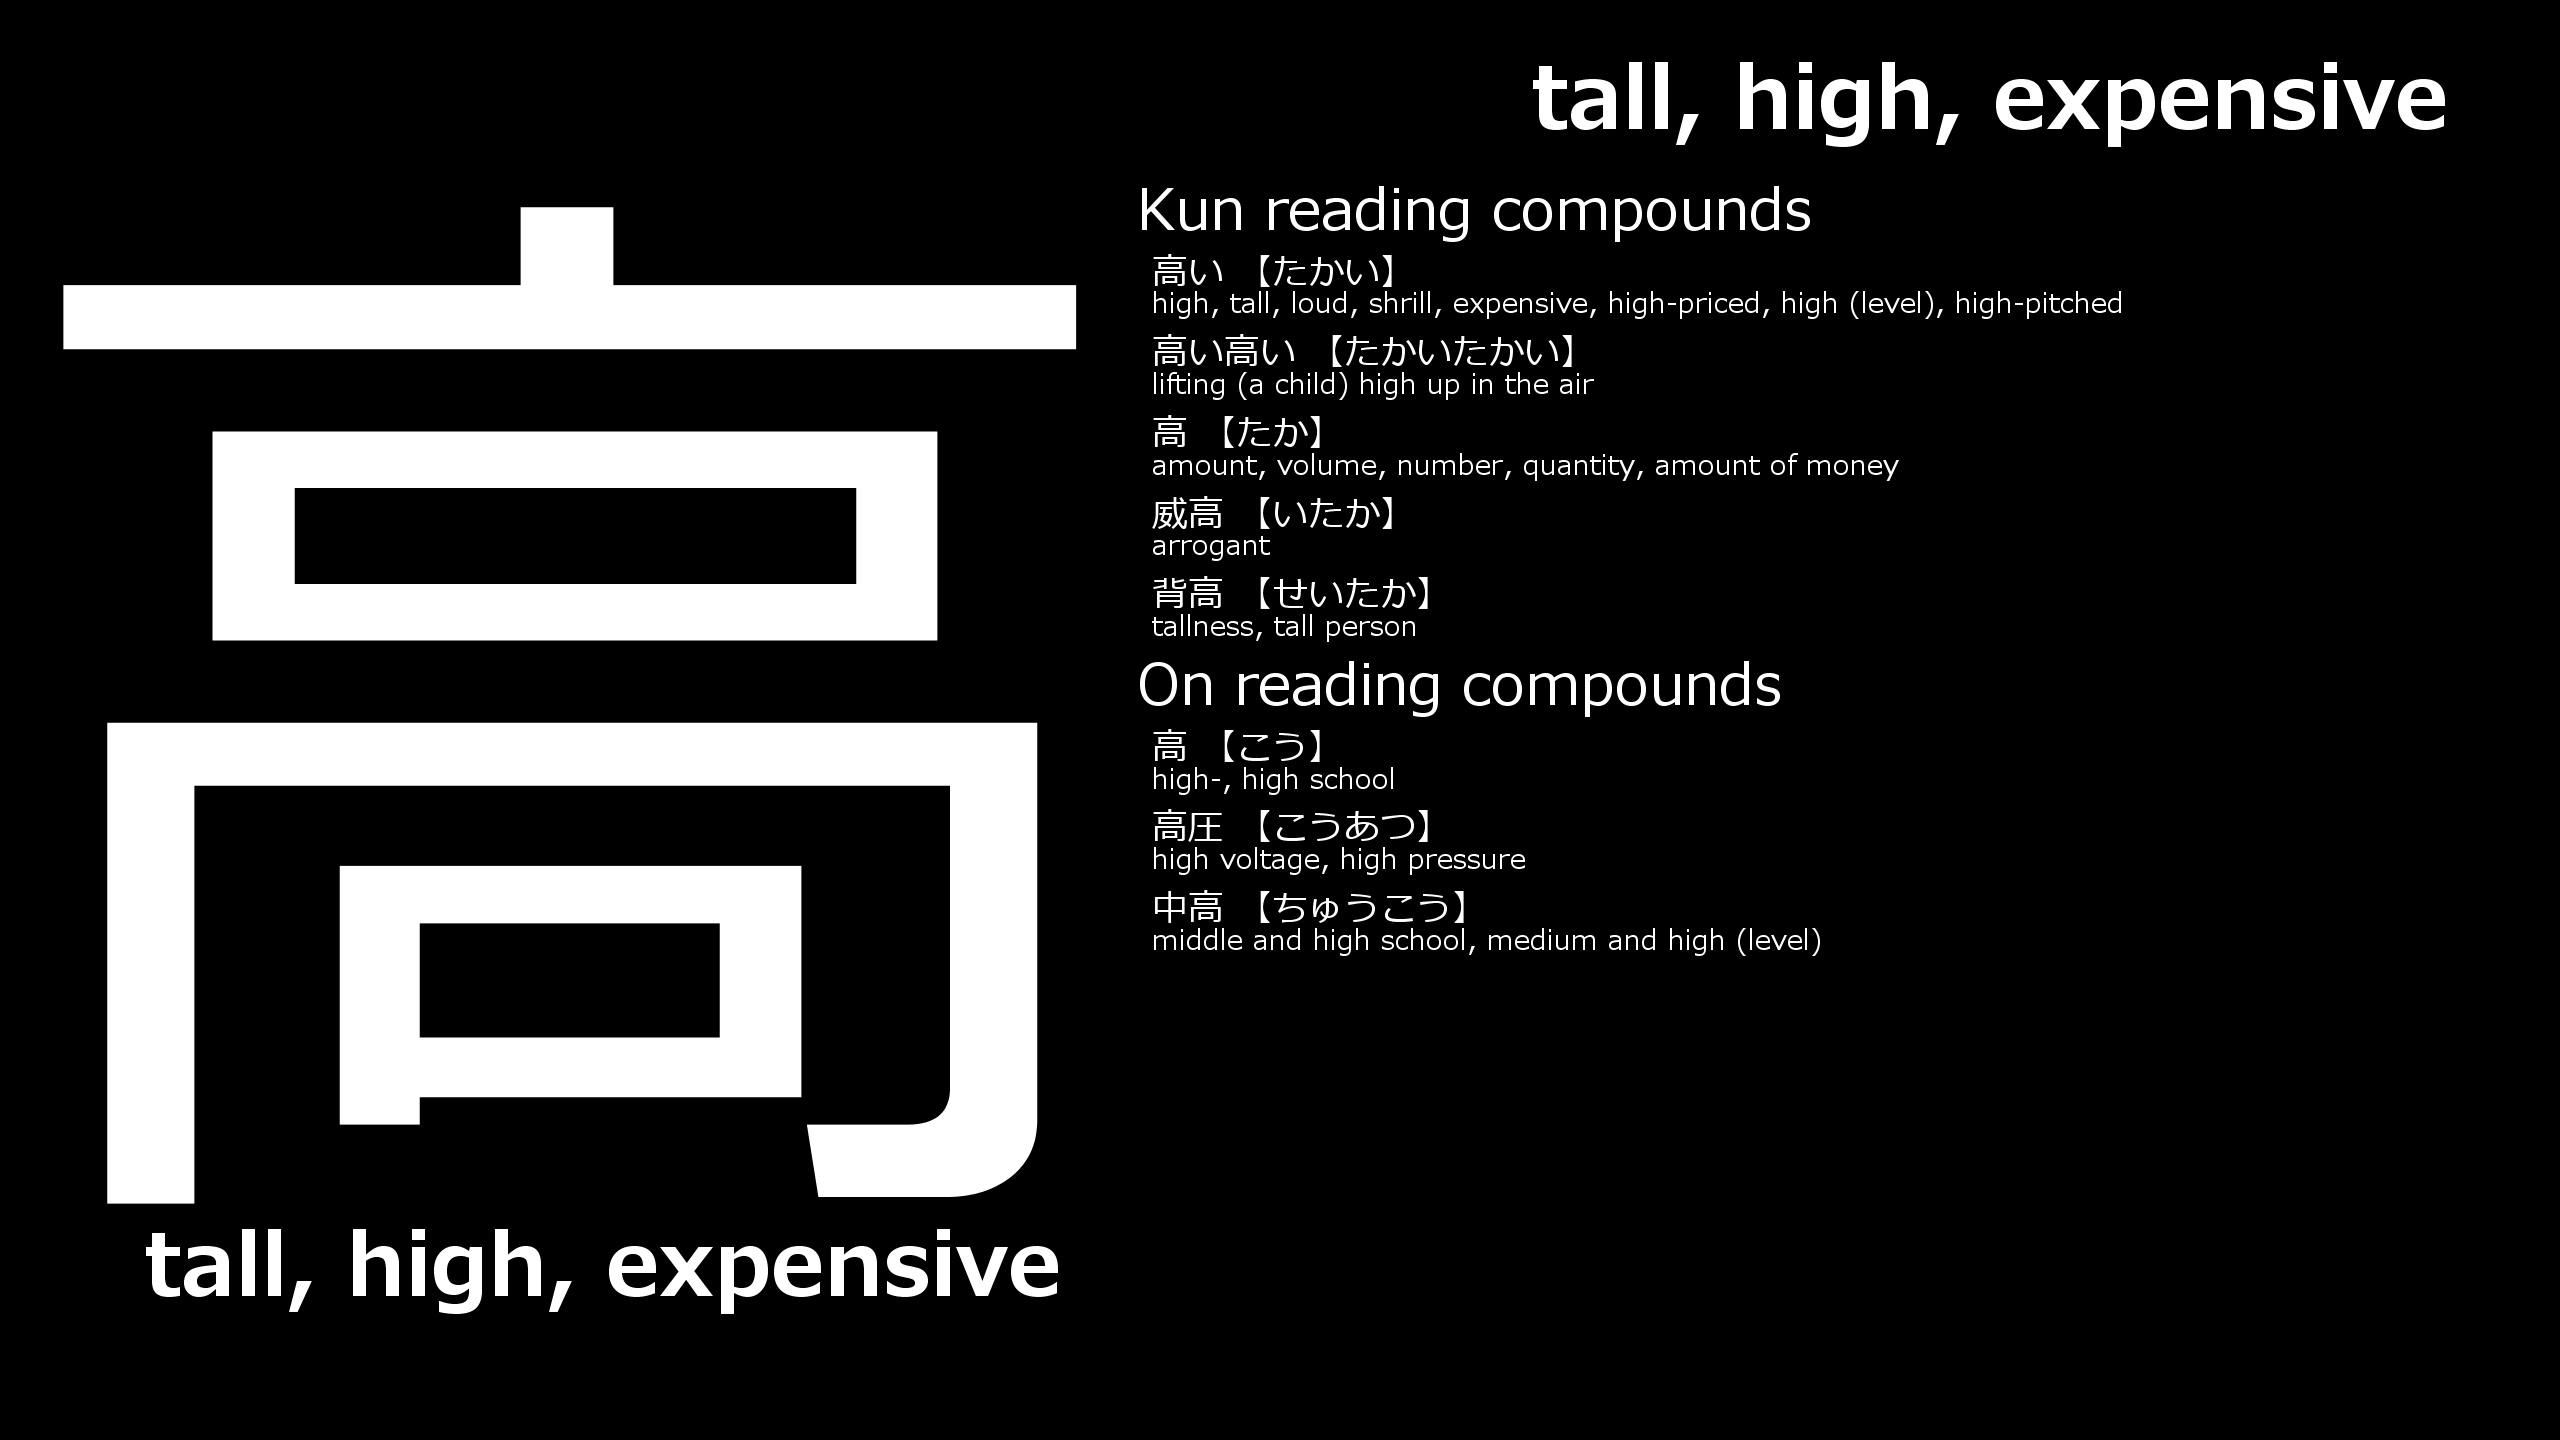 tall, high, expensive
高
tall, high, expensive
Kun reading compounds
高い 【たかい】
high, tall, loud, shrill, expensive, high-priced, high (level), high-pitched
高い高い 【たかいたかい】
lifting (a child) high up in the air
高 【たか】
amount, volume, number, quantity, amount of money
威高 【いたか】
arrogant
背高 【せいたか】
tallness, tall person
On reading compounds
高 【こう】
high-, high school
高圧 【こうあつ】
high voltage, high pressure
中高 【ちゅうこう】
middle and high school, medium and high (level)